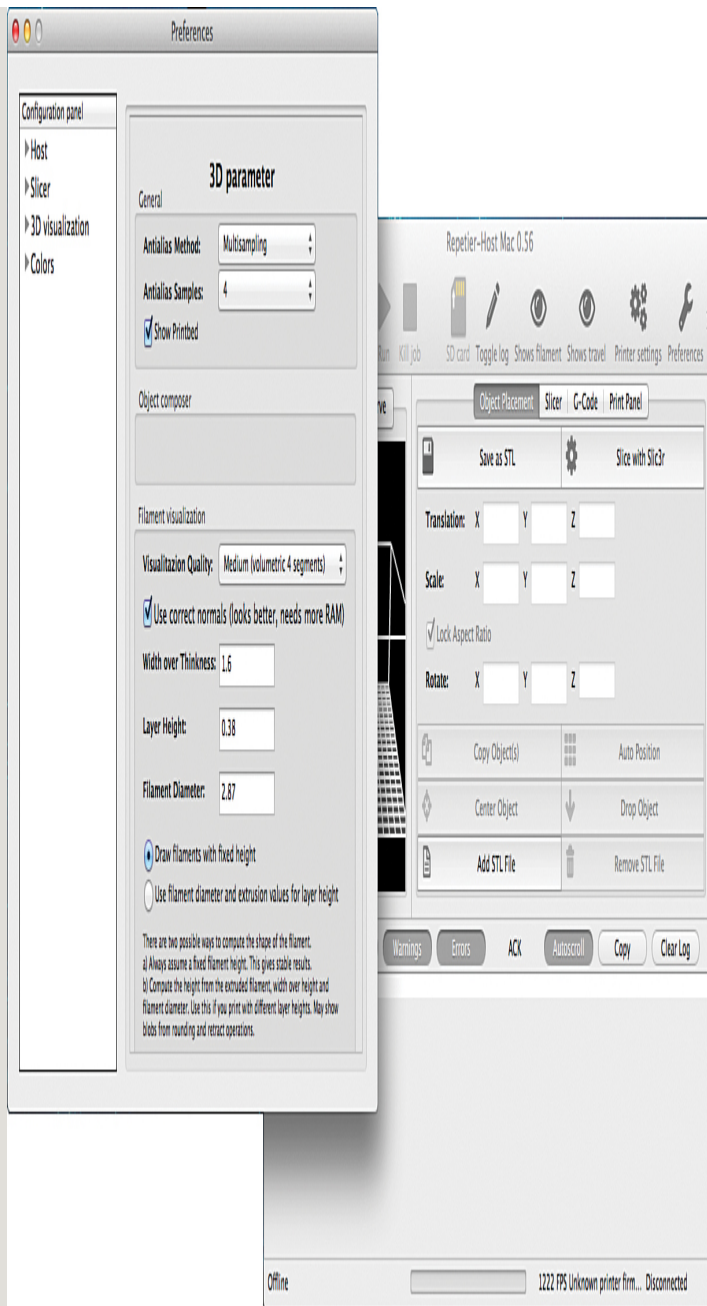 Preferences
Configuration panel
Host
Slicer
3D visualization
Colors
3D parameter
General
Antialias Method: Multisampling
Antialias Samples: 4
Show Printbed
Object composer
Filament visualization
Visualitazion Quality: Medium (volumetric 4 segments)
Use correct normals (looks better, needs more RAM)
Width over Thinkness: 1.6
Layer Height: 0.38
Filament Diameter: 2.87
Draw filaments with fixed height
Use filament diameter and extrusion values for layer height
There are two possible ways to compute the shape of the filament.
a) Always assume a fixed filament height. This gives stable results.
b) Compute the height from the extruded filament, width over height and
filament diameter. Use this if you print with different layer heights. May show
blobs from rounding and retract operations.
Repetier-Host Mac 0.56
Run Kill job SD card Toggle log Shows filament Shows travel Printer settings Preferences
Object Placement Slicer G-Code Print Panel
Save as STL Slice with Slic3r
Translation: X Y Z
Scale: X Y Z
Lock Aspect Ratio
Rotate: X Y Z
Copy Object(s) Auto Position
Center Object Drop Object
Add STL File Remove STL File
Warnings Errors ACK Autoscroll Copy Clear Log
Offline 1222 FPS Unknown printer firm... Disconnected